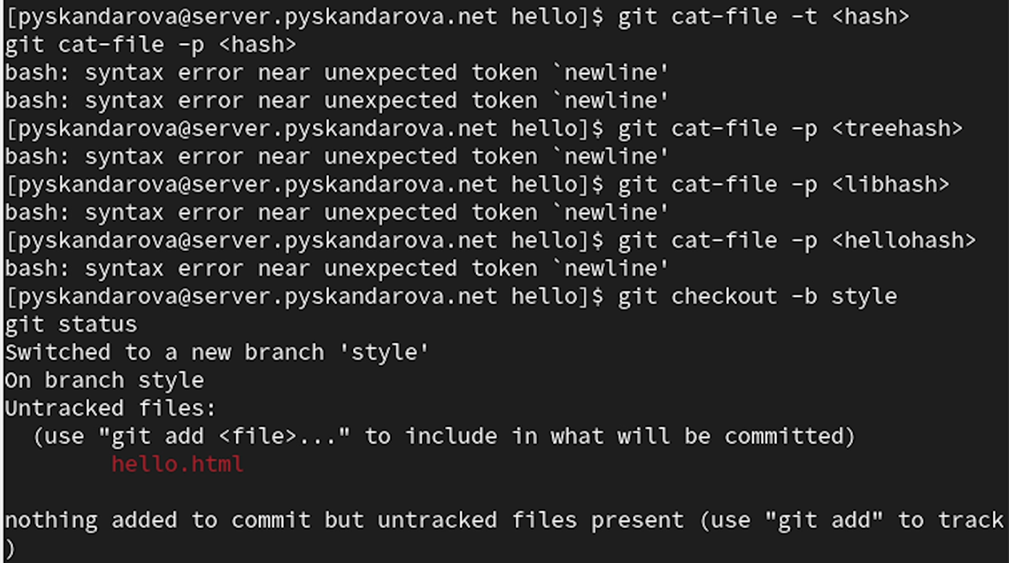 [pyskandarova@server.pyskandarova.net hello]$ git cat-file -t <hash>
git cat-file -p <hash>
bash: syntax error near unexpected token `newline'
bash: syntax error near unexpected token `newline'
[pyskandarova@server.pyskandarova.net hello]$ git cat-file -p <treehash>
bash: syntax error near unexpected token `newline'
[pyskandarova@server.pyskandarova.net hello]$ git cat-file -p <libhash>
bash: syntax error near unexpected token `newline'
[pyskandarova@server.pyskandarova.net hello]$ git cat-file -p <hellohash>
bash: syntax error near unexpected token `newline'
[pyskandarova@server.pyskandarova.net hello]$ git checkout -b style
git status
Switched to a new branch 'style'
On branch style
Untracked files:
  (use "git add <file>..." to include in what will be committed)
        hello.html

nothing added to commit but untracked files present (use "git add" to track
)